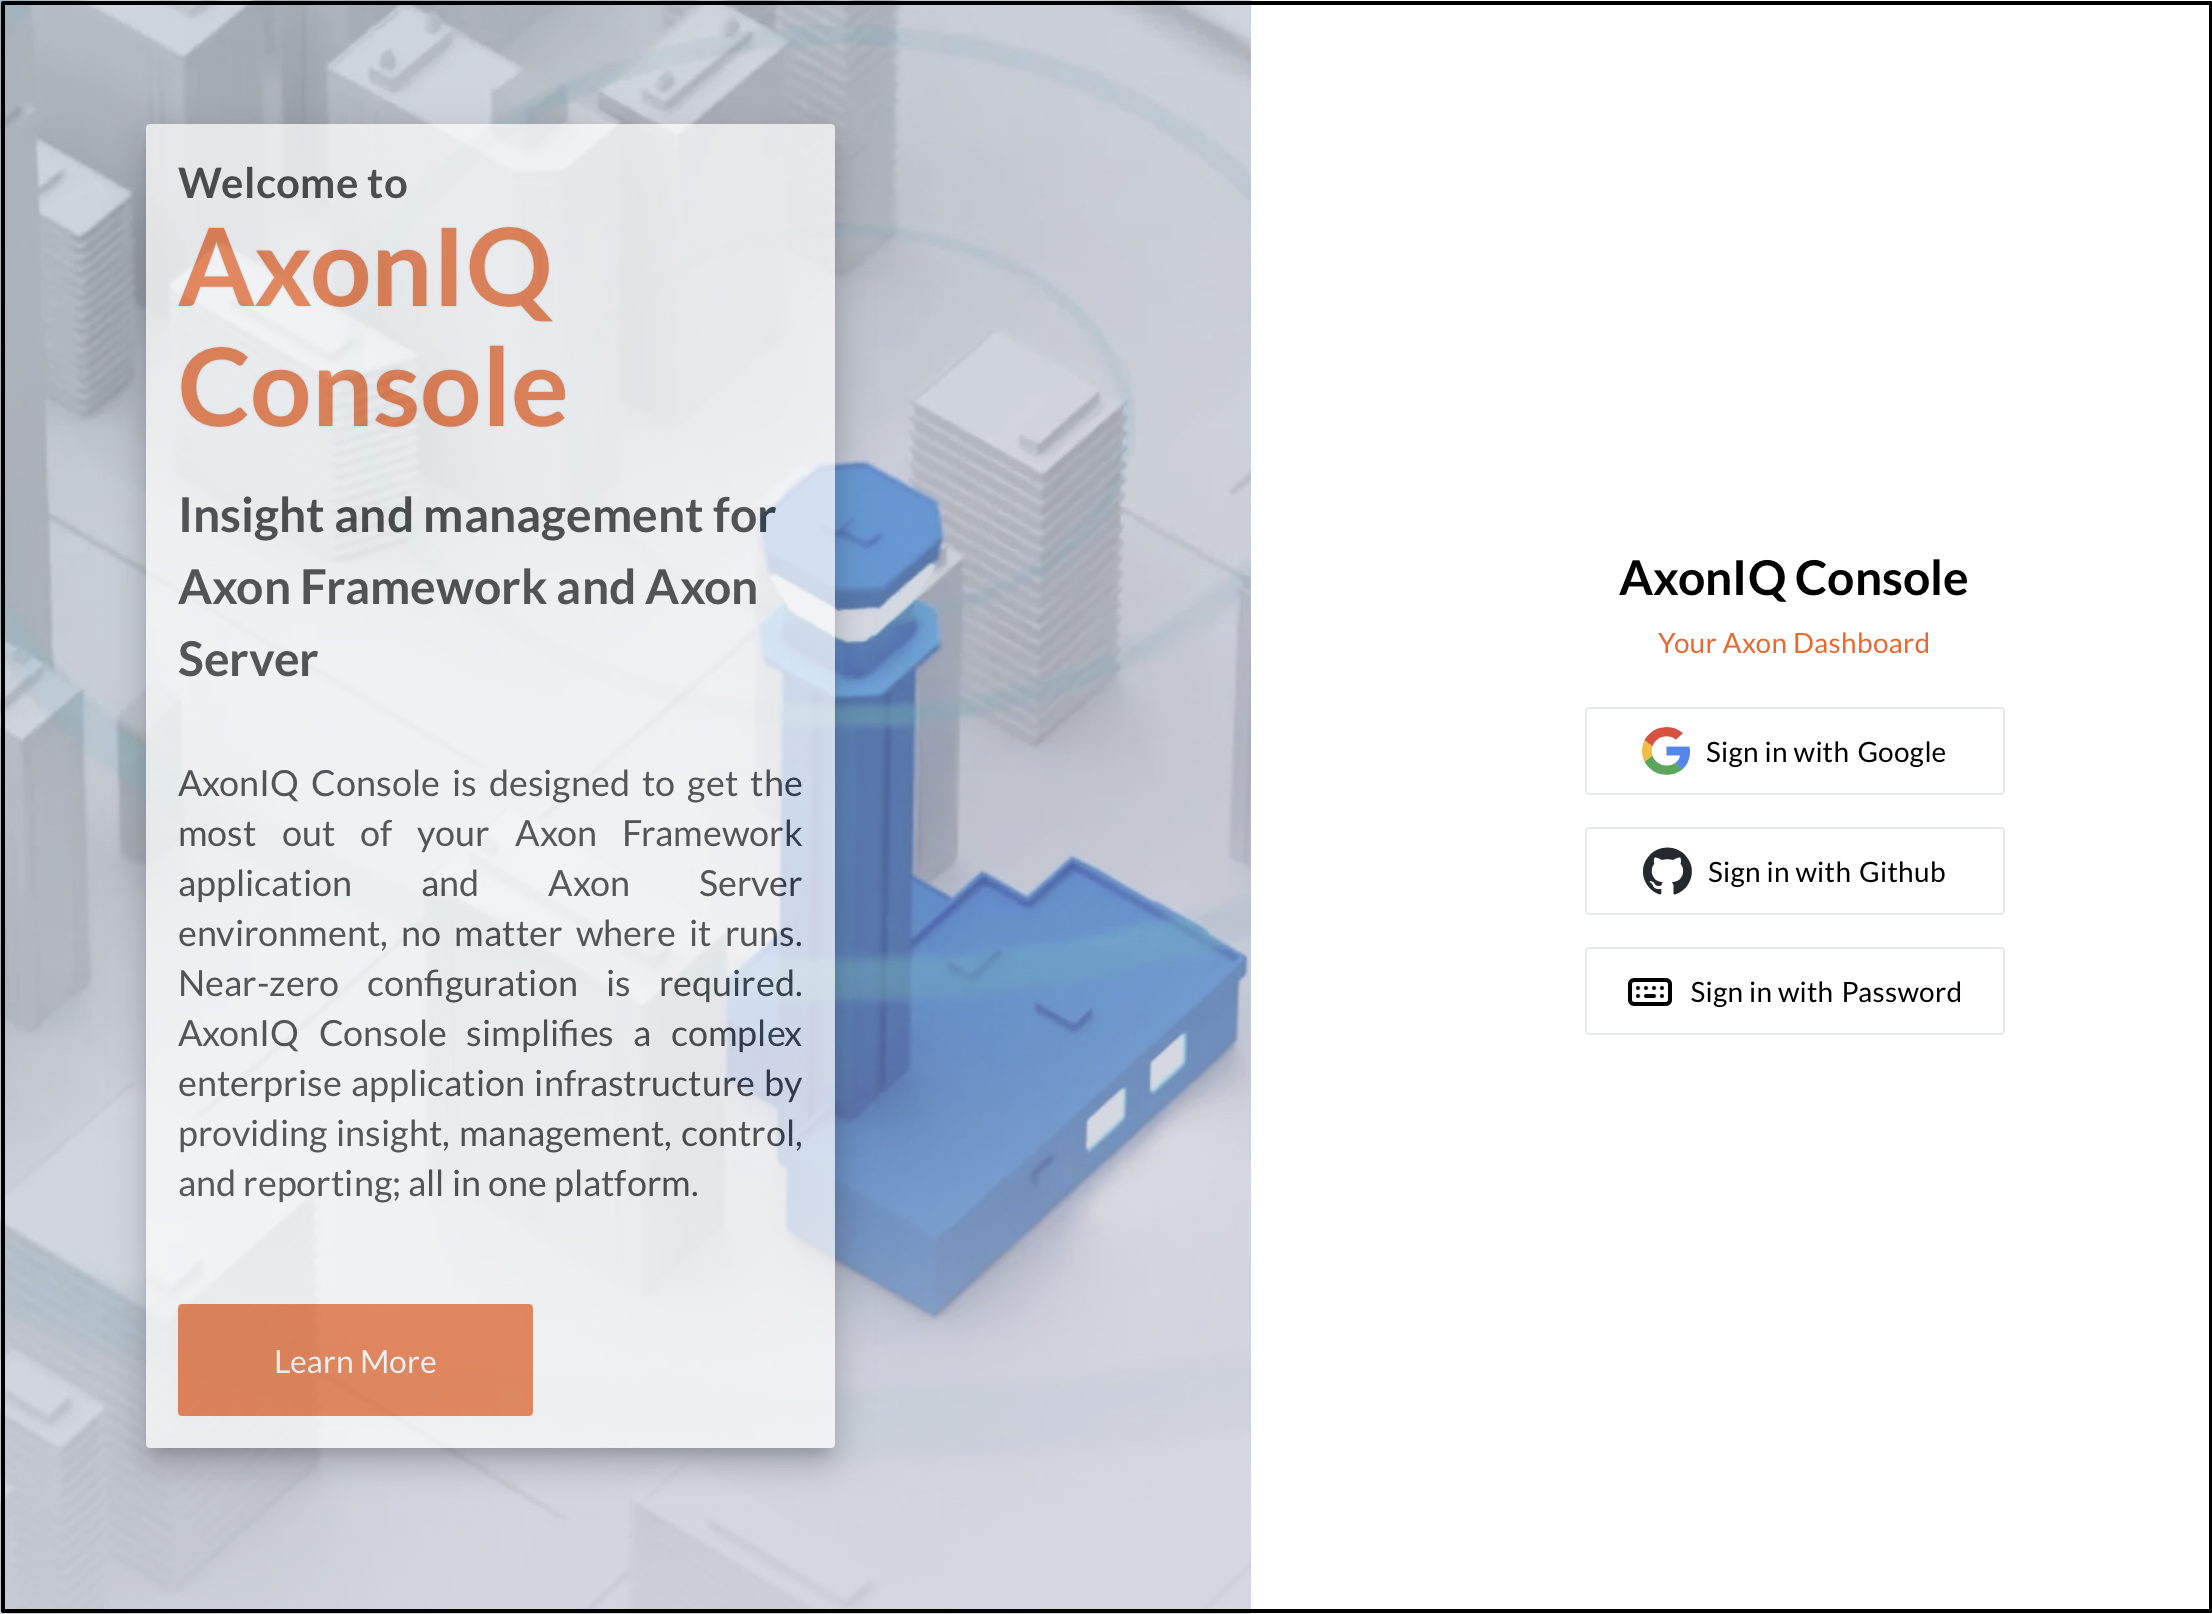 Welcome to
AxonIQ
Console
Insight and management for
Axon Framework and Axon
Server
AxonIQ Console is designed to get the
most out of your Axon Framework
application and Axon Server
environment, no matter where it runs.
Near-zero configuration is required.
AxonIQ Console simplifies a complex
enterprise application infrastructure by
providing insight, management, control,
and reporting; all in one platform.
Learn More
AxonIQ Console
Your Axon Dashboard
Sign in with Google
Sign in with Github
Sign in with Password